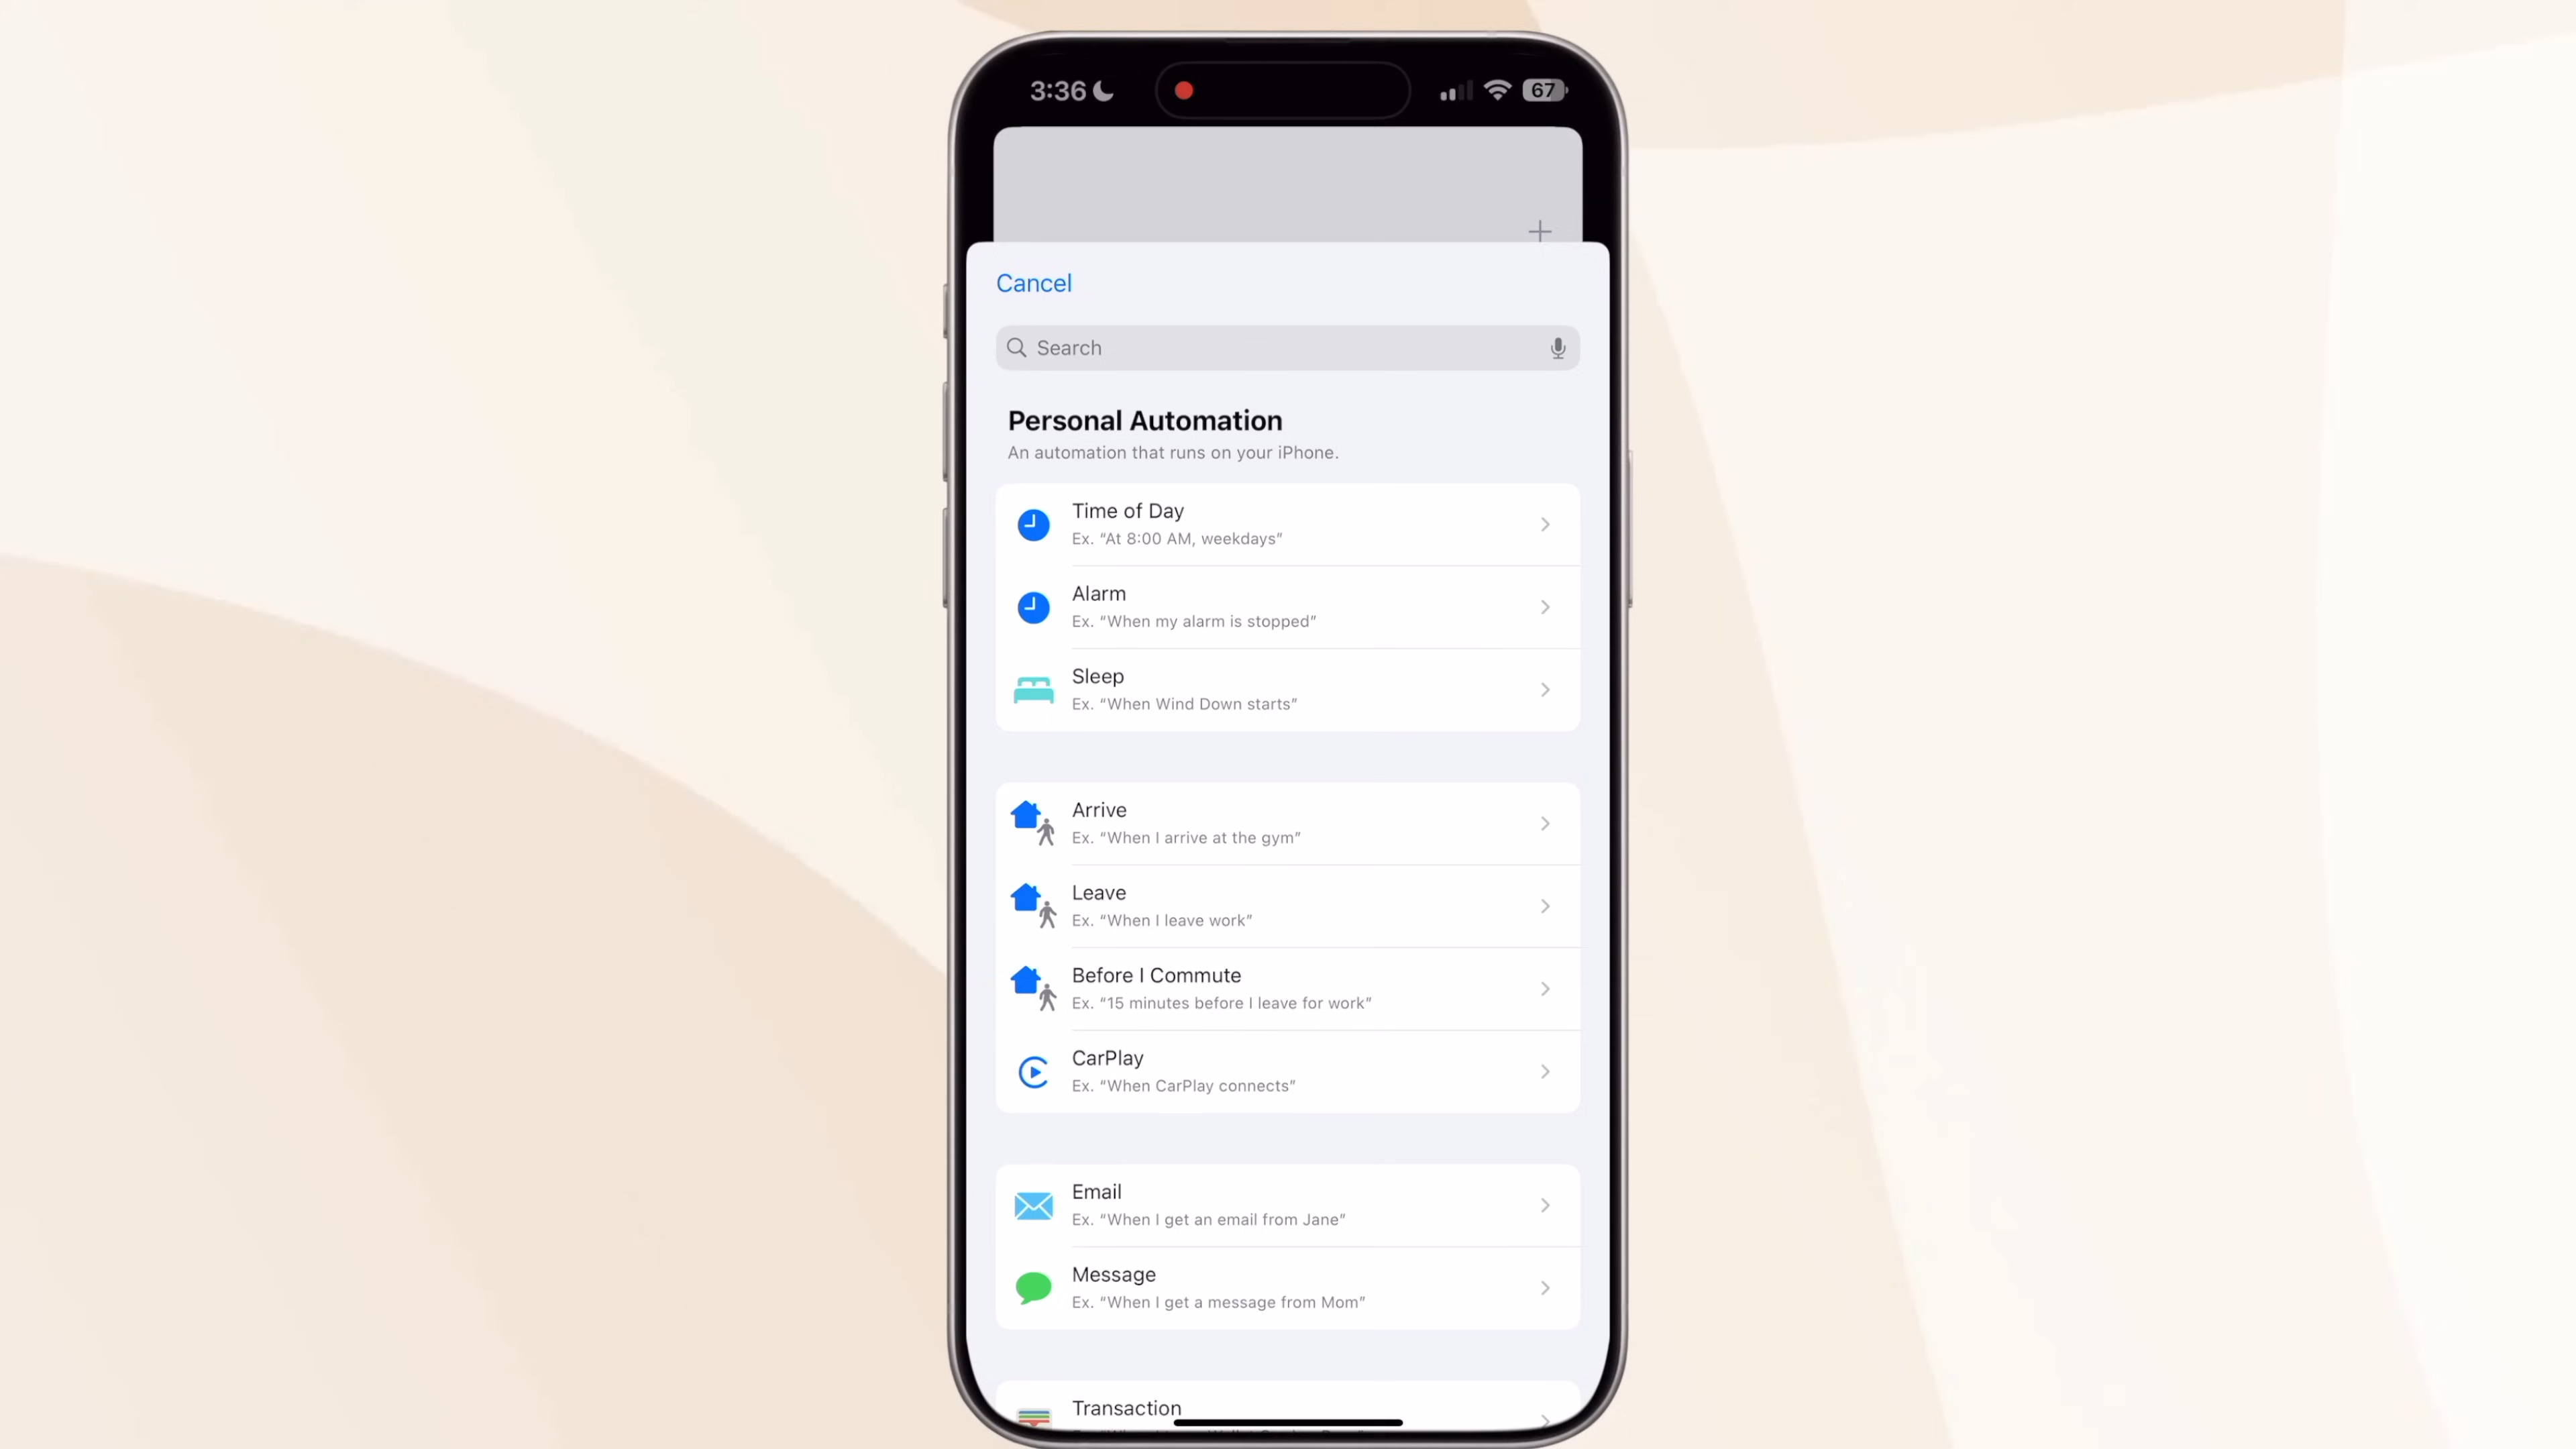 3:36
67
Cancel
Search
Personal Automation
An automation that runs on your iPhone.
Time of Day
Ex. “At 8:00 AM, weekdays”
Alarm
Ex. “When my alarm is stopped”
Sleep
Ex. “When Wind Down starts”
Arrive
Ex. “When I arrive at the gym”
Leave
Ex. “When I leave work”
Before I Commute
Ex. “15 minutes before I leave for work”
CarPlay
Ex. “When CarPlay connects”
Email
Ex. “When I get an email from Jane”
Message
Ex. “When I get a message from Mom”
Transaction